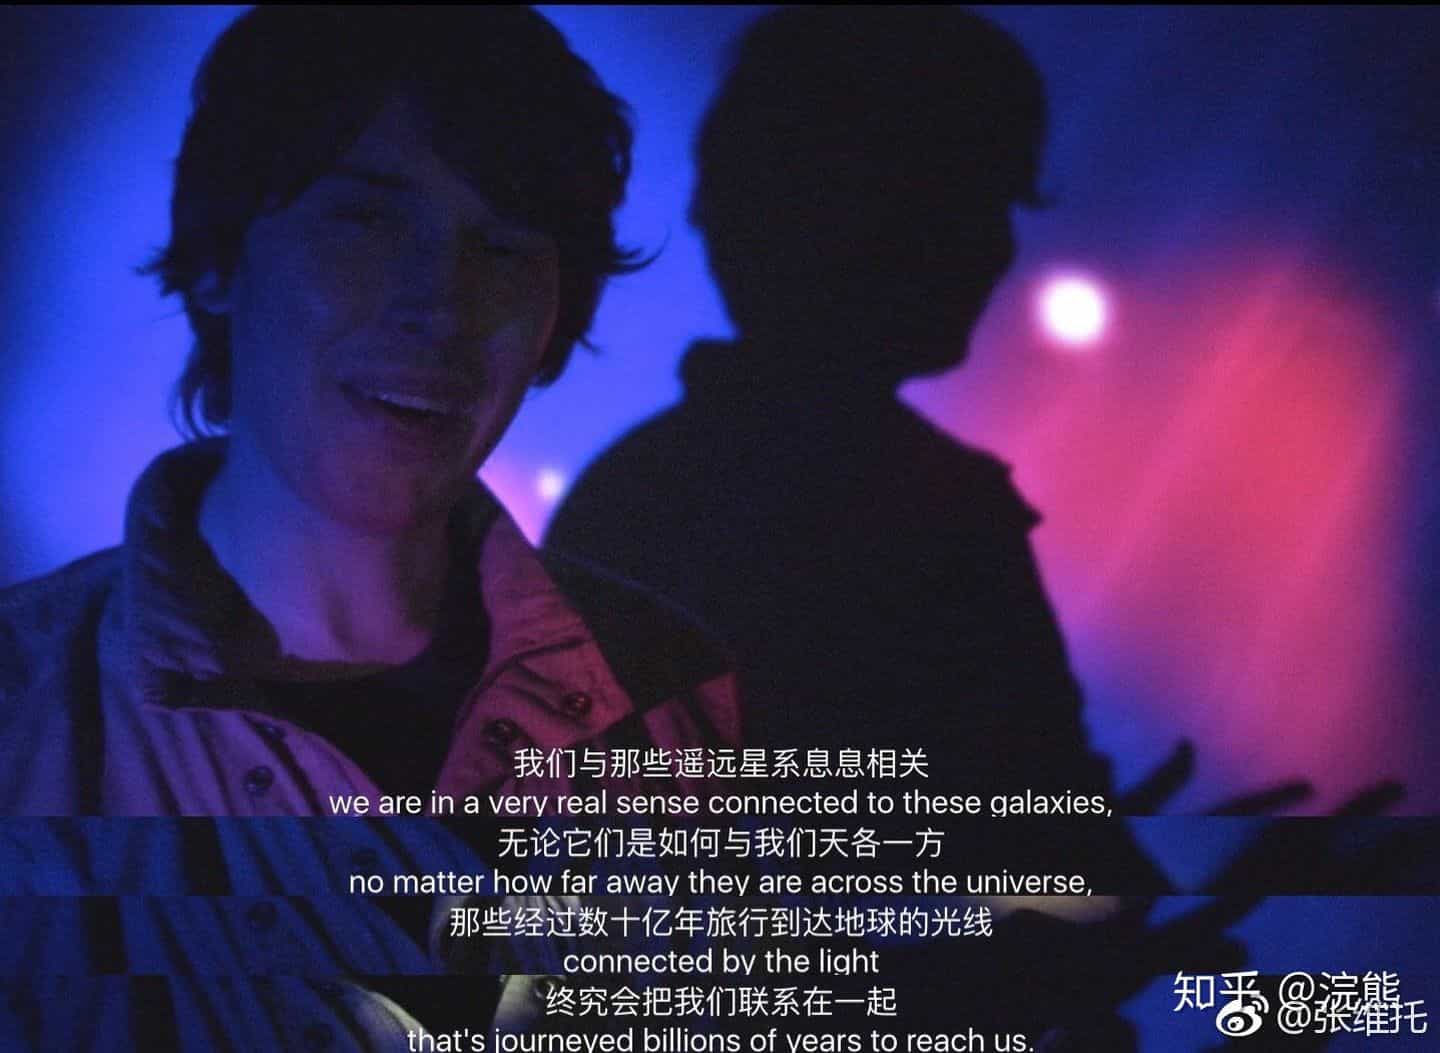 我们与那些遥远星系息息相关
we are in a very real sense connected to these galaxies,
无论它们是如何与我们天各一方
no matter how far away they are across the universe,
那些经过数十亿年旅行到达地球的光线
connected by the light
终究会把我们联系在一起
that's journeyed billions of years to reach us.
知乎 @浣熊
@张维托